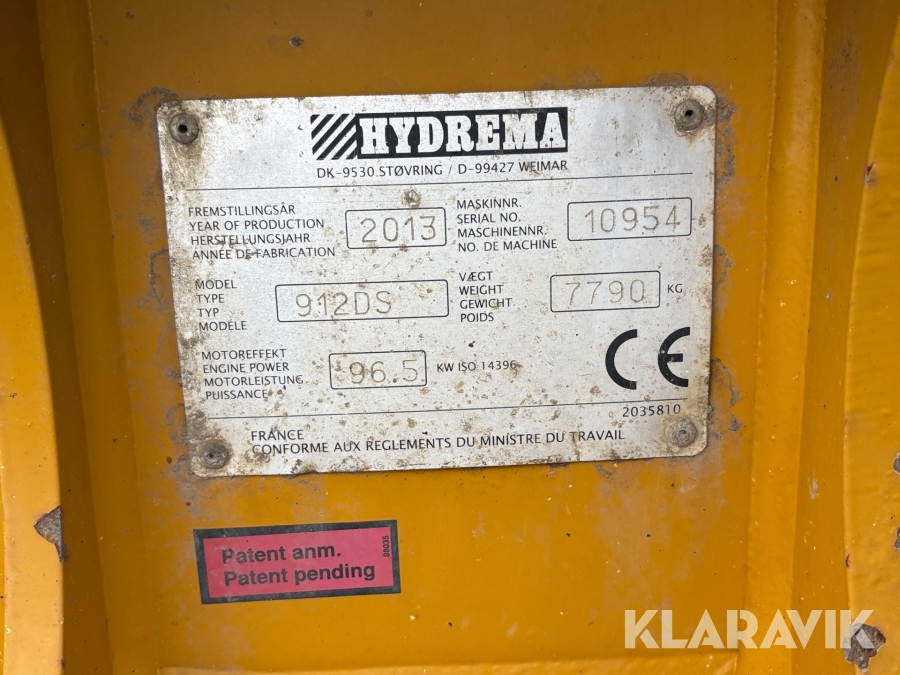 HYDREMA
DK-9530 STØVRING / D-99427 WEIMAR
FREMSTILLINGSÅR
YEAR OF PRODUCTION
HERSTELLUNGSJAHR
ANNÉE DE FABRICATION
2013
MASKINNR.
SERIAL NO.
MASCHINENNR.
NO. DE MACHINE
10954
MODEL
TYPE
TYP
MODÈLE
912DS
VÆGT
WEIGHT
GEWICHT
POIDS
7790 KG
MOTOREFFEKT
ENGINE POWER
MOTORLEISTUNG
PUISSANCE
96.5 KW ISO 14396
CE
2035810
FRANCE
CONFORME AUX REGLEMENTS DU MINISTRE DU TRAVAIL
Patent anm.
Patent pending
88035
KLARAVIK